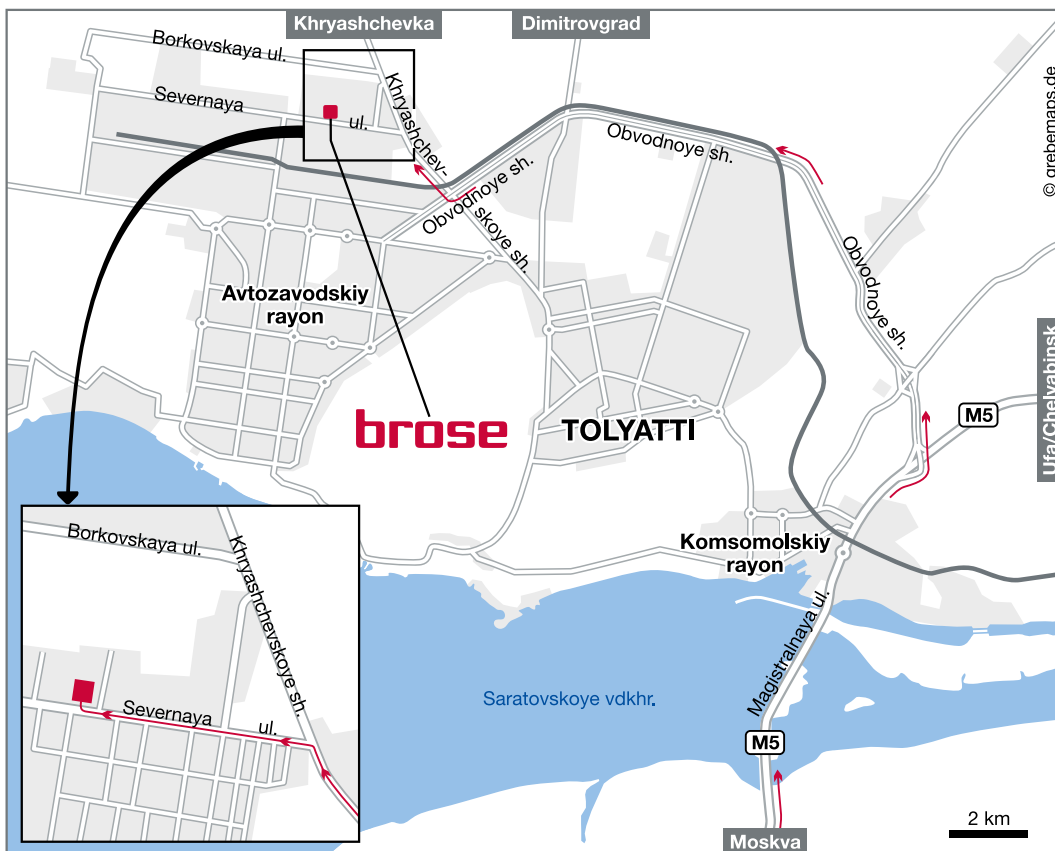 Khryashchevka
Dimitrovgrad
Borkovskaya ul.
Severnaya
ul.
Khryashchev-
skoye sh.
Obvodnoye sh.
Obvodnoye sh.
Obvodnoye sh.
© grebemaps.de
Avtozavodskiy
rayon
brose
TOLYATTI
M5
Ufa/Chelyabinsk
Komsomolskiy
rayon
Magistralnaya ul.
Saratovskoye vdkhr.
M5
Moskva
2 km
Borkovskaya ul.
Khryashchevskoye sh.
Severnaya
ul.